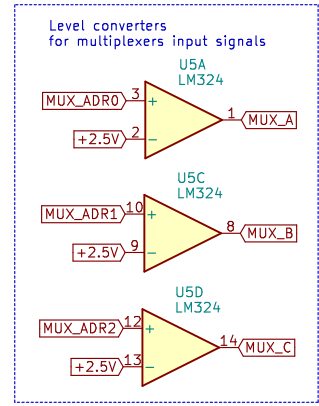 Level converters
for multiplexers input signals
U5A
LM324
MUX_ADR0
3
+
1
MUX_A
+2.5V
2
−
U5C
LM324
MUX_ADR1
10
+
8
MUX_B
+2.5V
9
−
U5D
LM324
MUX_ADR2
12
+
14
MUX_C
+2.5V
13
−